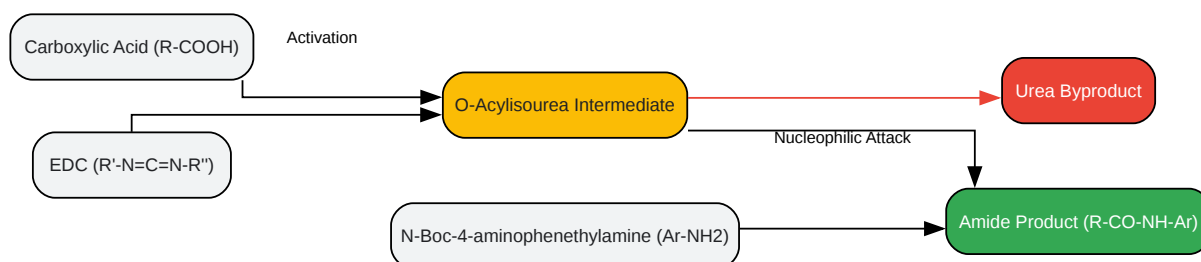 Carboxylic Acid (R-COOH)
Activation
EDC (R'-N=C=N-R'')
O-Acylisourea Intermediate
Urea Byproduct
Nucleophilic Attack
N-Boc-4-aminophenethylamine (Ar-NH2)
Amide Product (R-CO-NH-Ar)